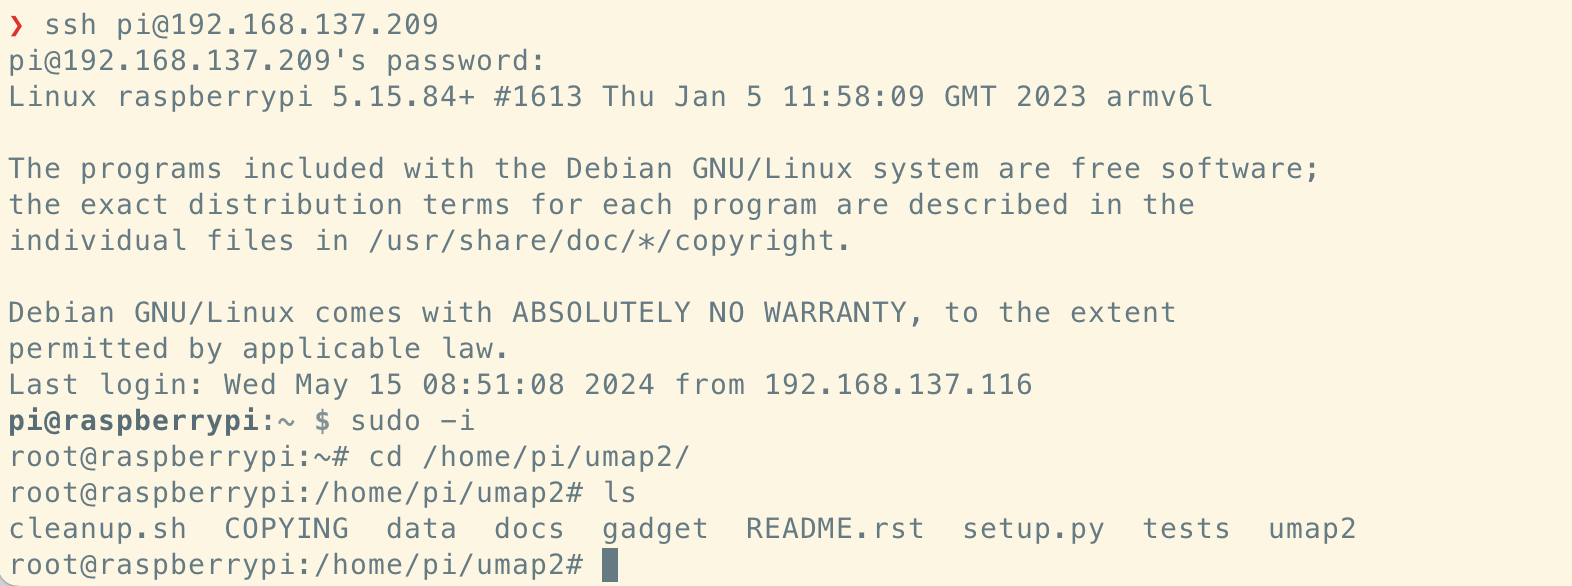 ❯ ssh pi@192.168.137.209
pi@192.168.137.209's password:
Linux raspberrypi 5.15.84+ #1613 Thu Jan 5 11:58:09 GMT 2023 armv6l
The programs included with the Debian GNU/Linux system are free software;
the exact distribution terms for each program are described in the
individual files in /usr/share/doc/*/copyright.
Debian GNU/Linux comes with ABSOLUTELY NO WARRANTY, to the extent
permitted by applicable law.
Last login: Wed May 15 08:51:08 2024 from 192.168.137.116
pi@raspberrypi:~ $ sudo -i
root@raspberrypi:~# cd /home/pi/umap2/
root@raspberrypi:/home/pi/umap2# ls
cleanup.sh  COPYING  data  docs  gadget  README.rst  setup.py  tests  umap2
root@raspberrypi:/home/pi/umap2#